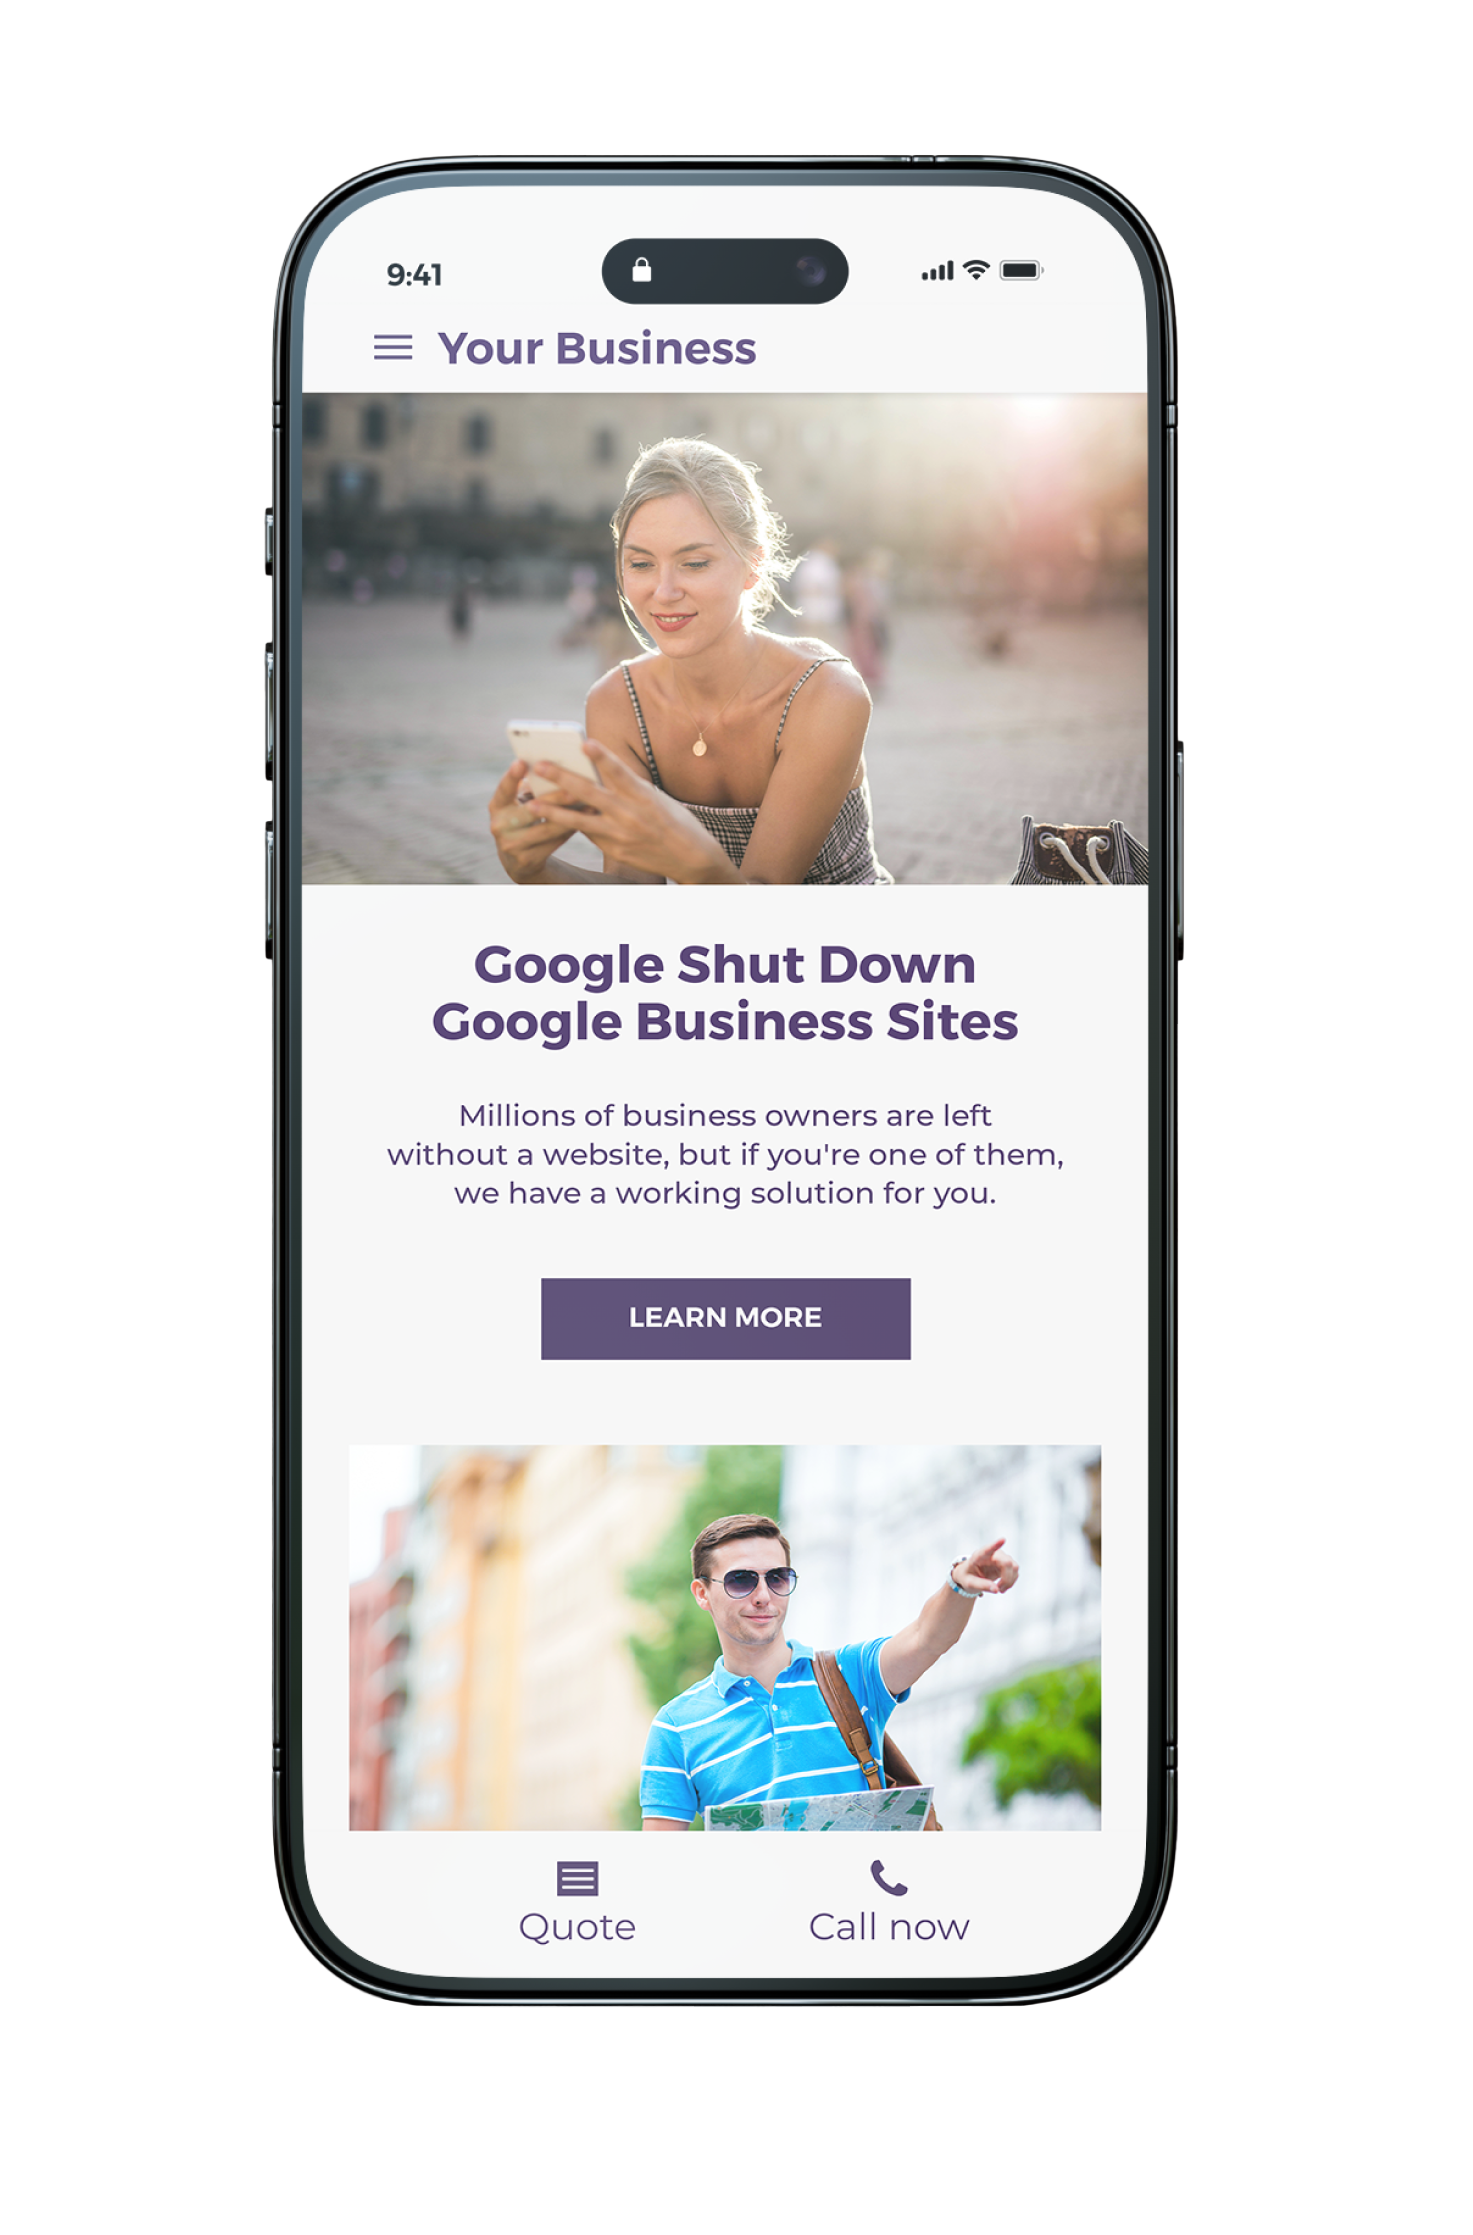 9:41
Your Business
Google Shut Down
Google Business Sites
Millions of business owners are left
without a website, but if you're one of them,
we have a working solution for you.
LEARN MORE
Quote
Call now